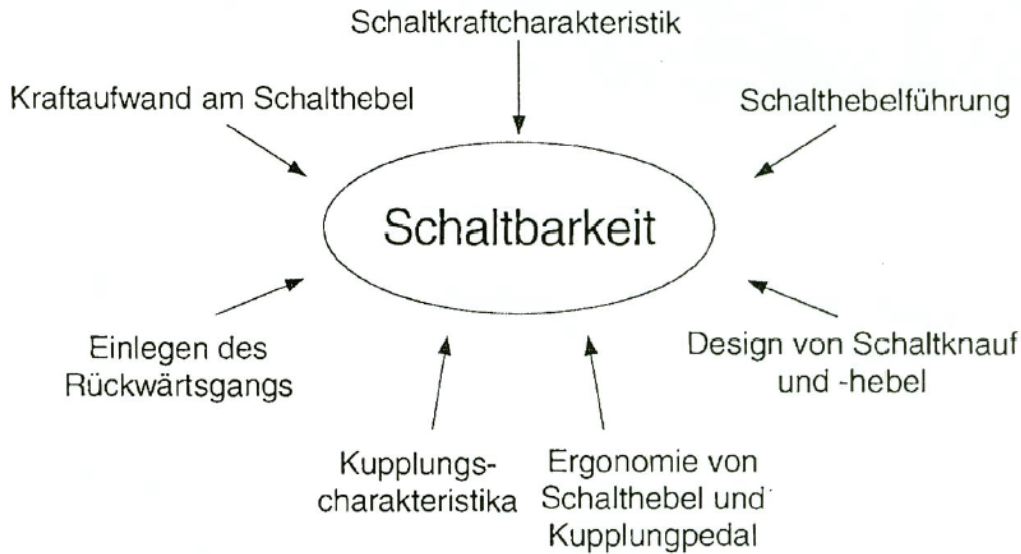 Schaltkraftcharakteristik
Kraftaufwand am Schalthebel
Schalthebelführung
Schaltbarkeit
Einlegen des
Rückwärtsgangs
Design von Schaltknauf
und -hebel
Kupplungs-
charakteristika
Ergonomie von
Schalthebel und
Kupplungpedal